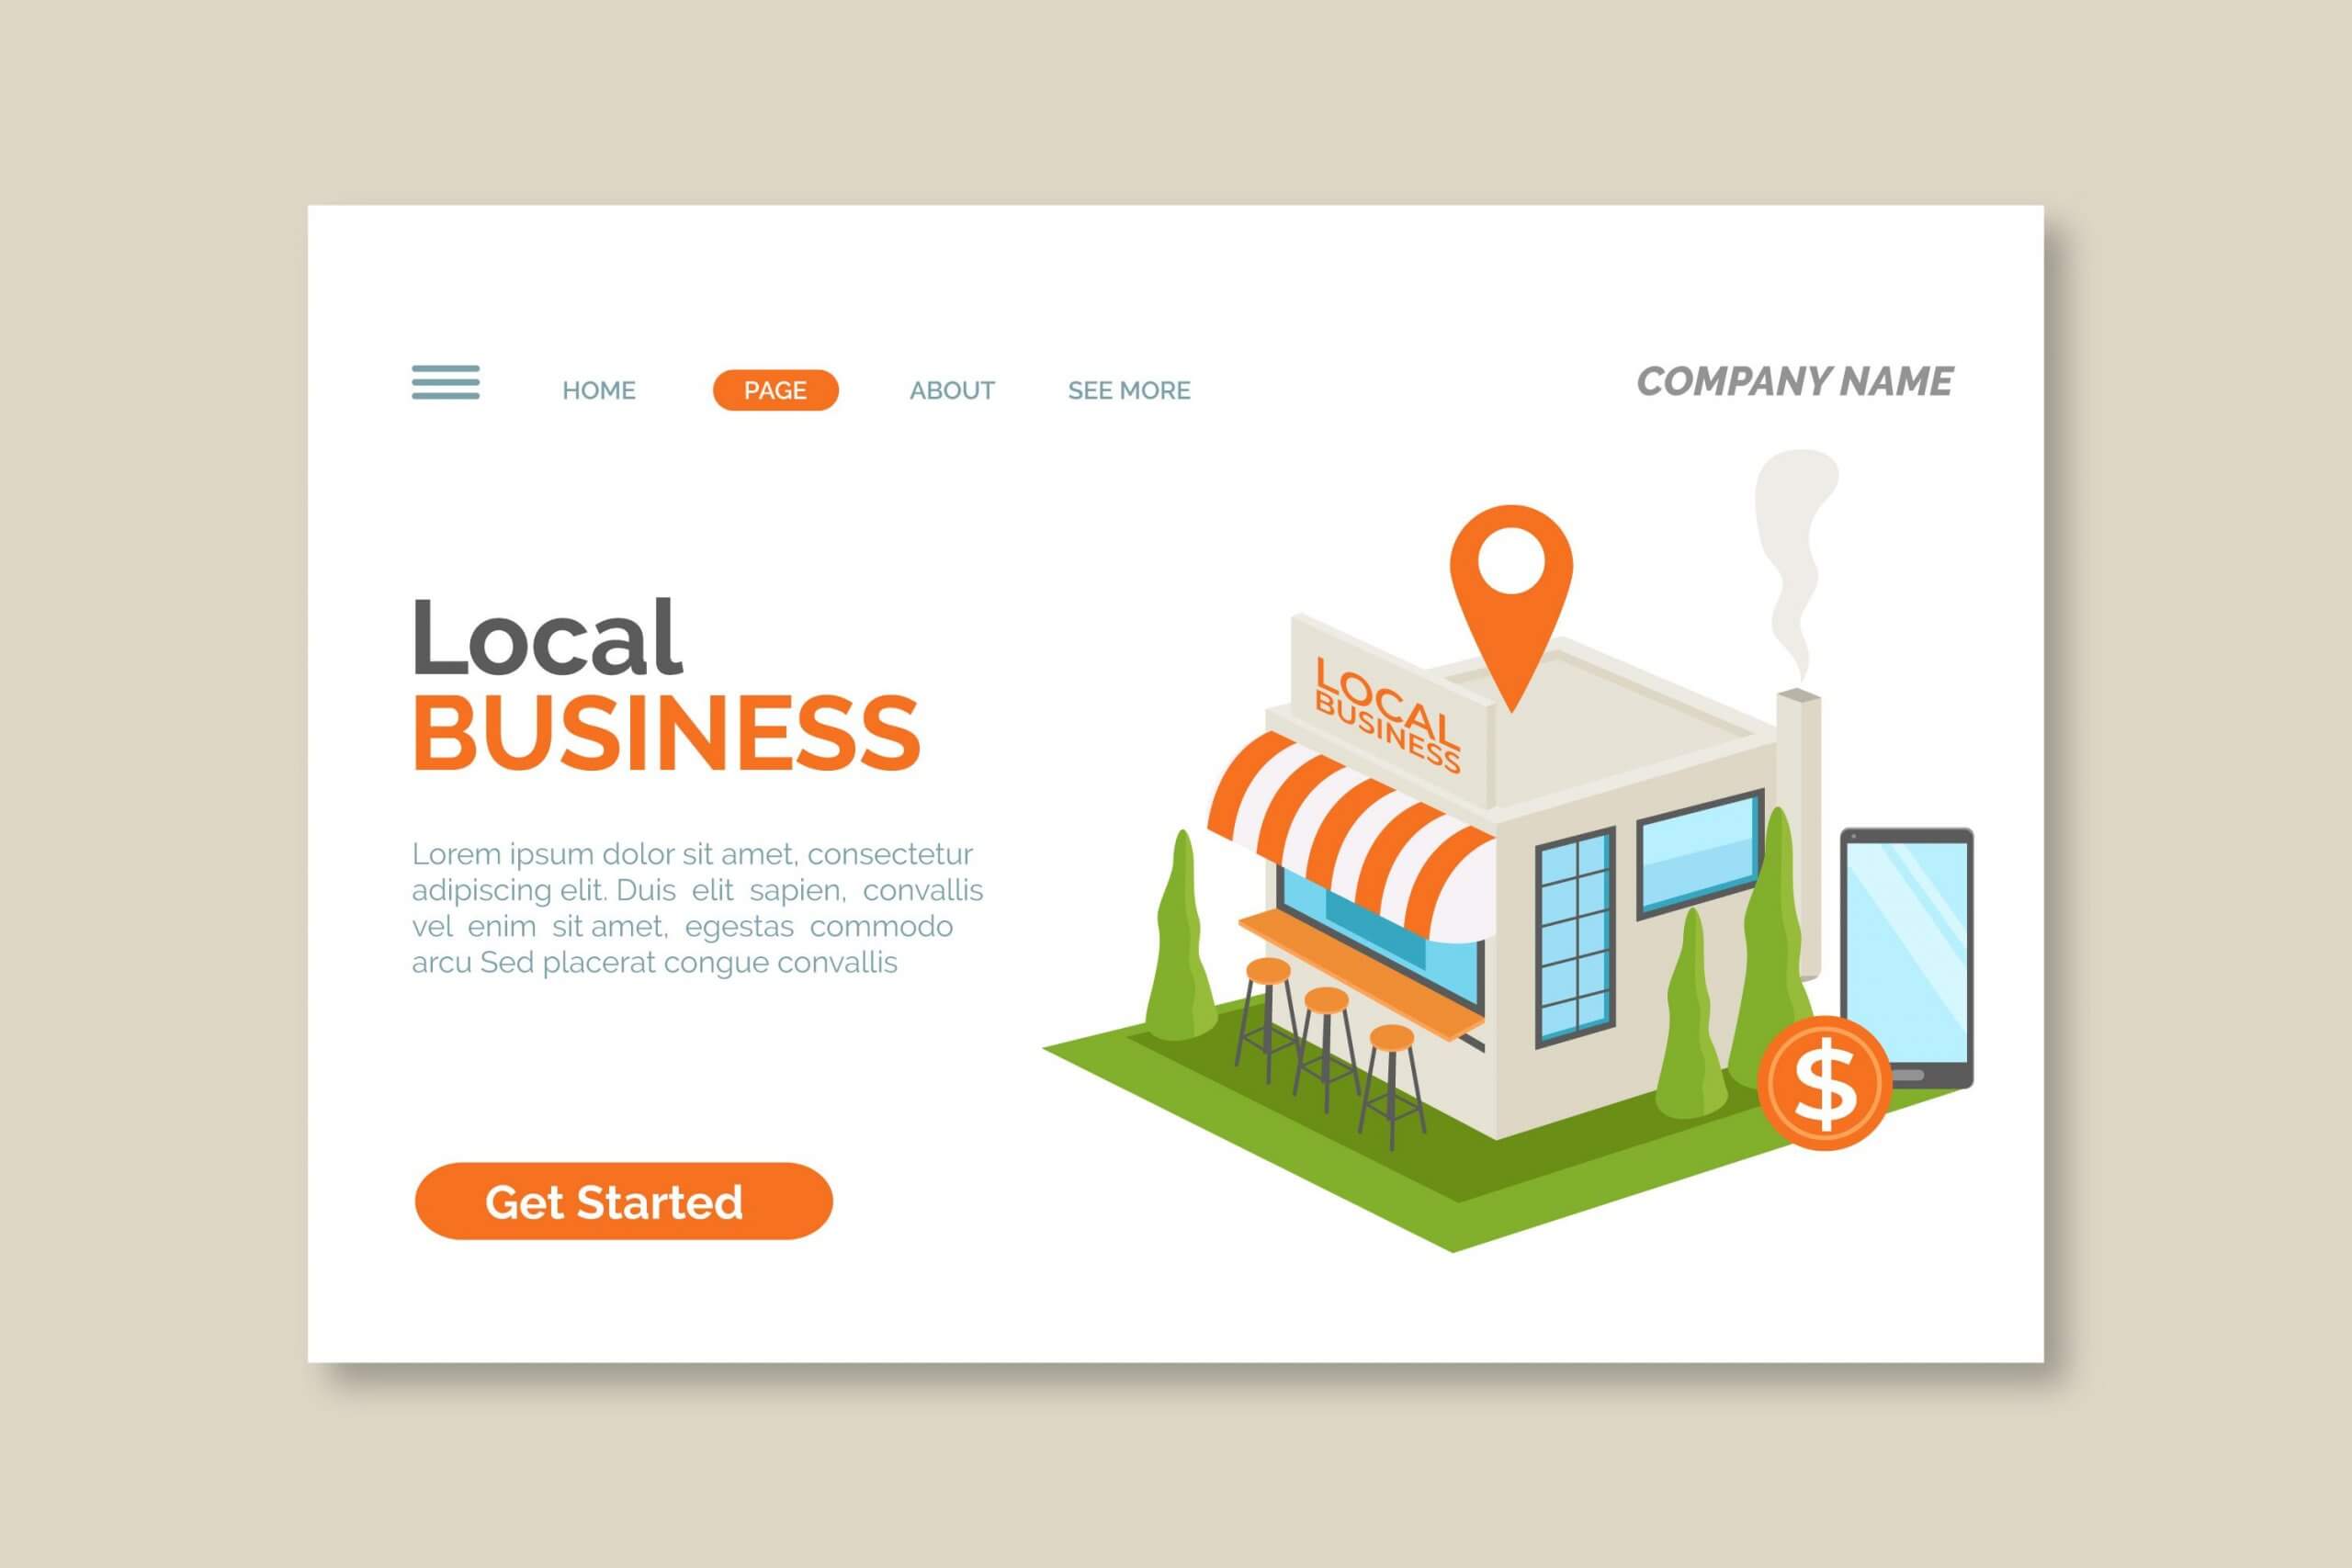 HOME PAGE ABOUT SEE MORE
COMPANY NAME
Local
BUSINESS
Lorem ipsum dolor sit amet, consectetur
adipiscing elit. Duis elit sapien, convallis
vel enim sit amet, egestas commodo
arcu Sed placerat congue convallis
Get Started
LOCAL
BUSINESS
$